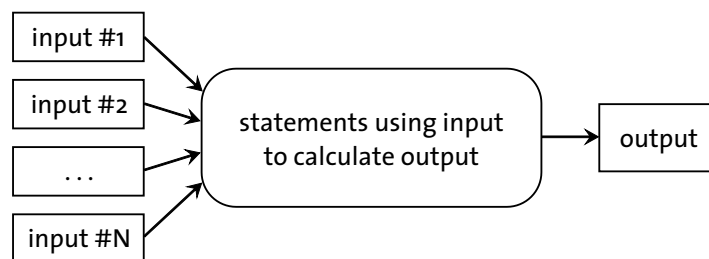 input #1
input #2
...
input #N
statements using input
to calculate output
output